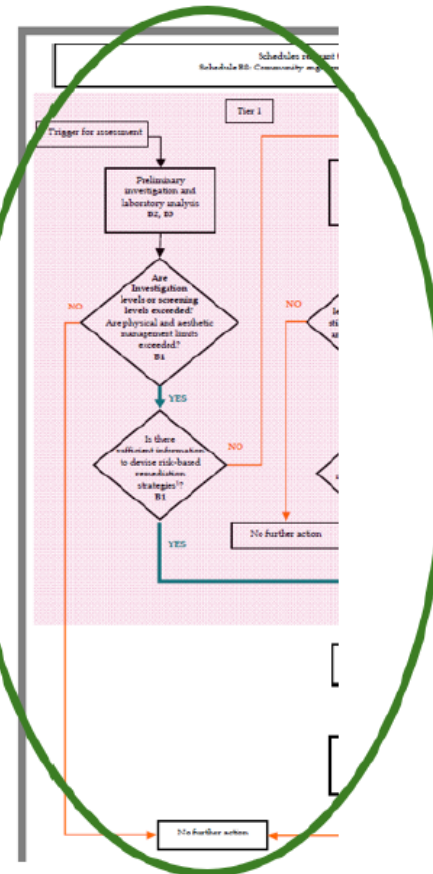 Schedules relevant
Schedule B8: Community
Tier 1
Trigger for assessment
Preliminary
investigation and
laboratory analysis
B2, B3
Are
Investigation
levels or screening
levels exceeded?
Are physical and aesthetic
management limits
exceeded?
B1
NO
YES
Is there
sufficient information
to devise risk-based
remediation
strategies¹?
B1
NO
YES
NO
No further action
No further action